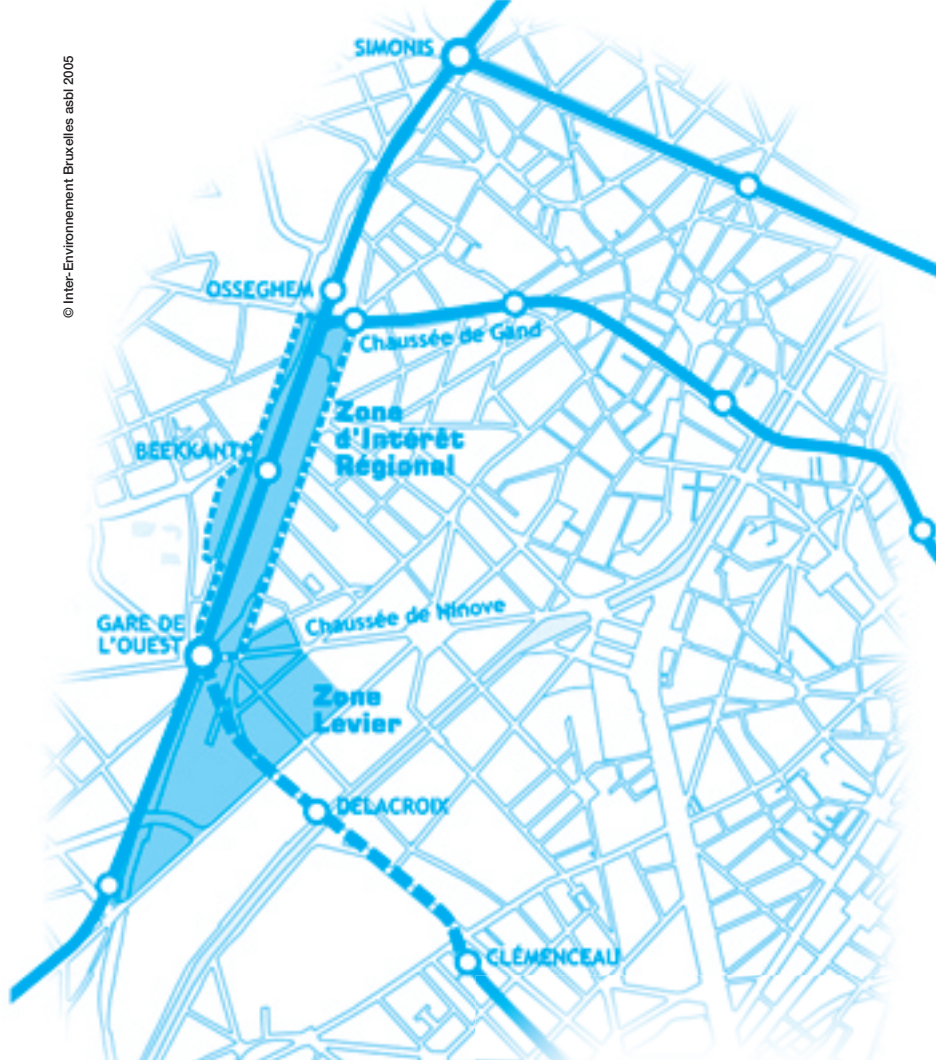 © Inter-Environnement Bruxelles asbl 2005
SIMONIS
OSSEGHEM
Chaussée de Gand
Zone
d'Intérêt
Régional
BEEKKANT
Chaussée de Ninove
GARE DE
L'OUEST
Zone
Levier
DELACROIX
CLÉMENCEAU